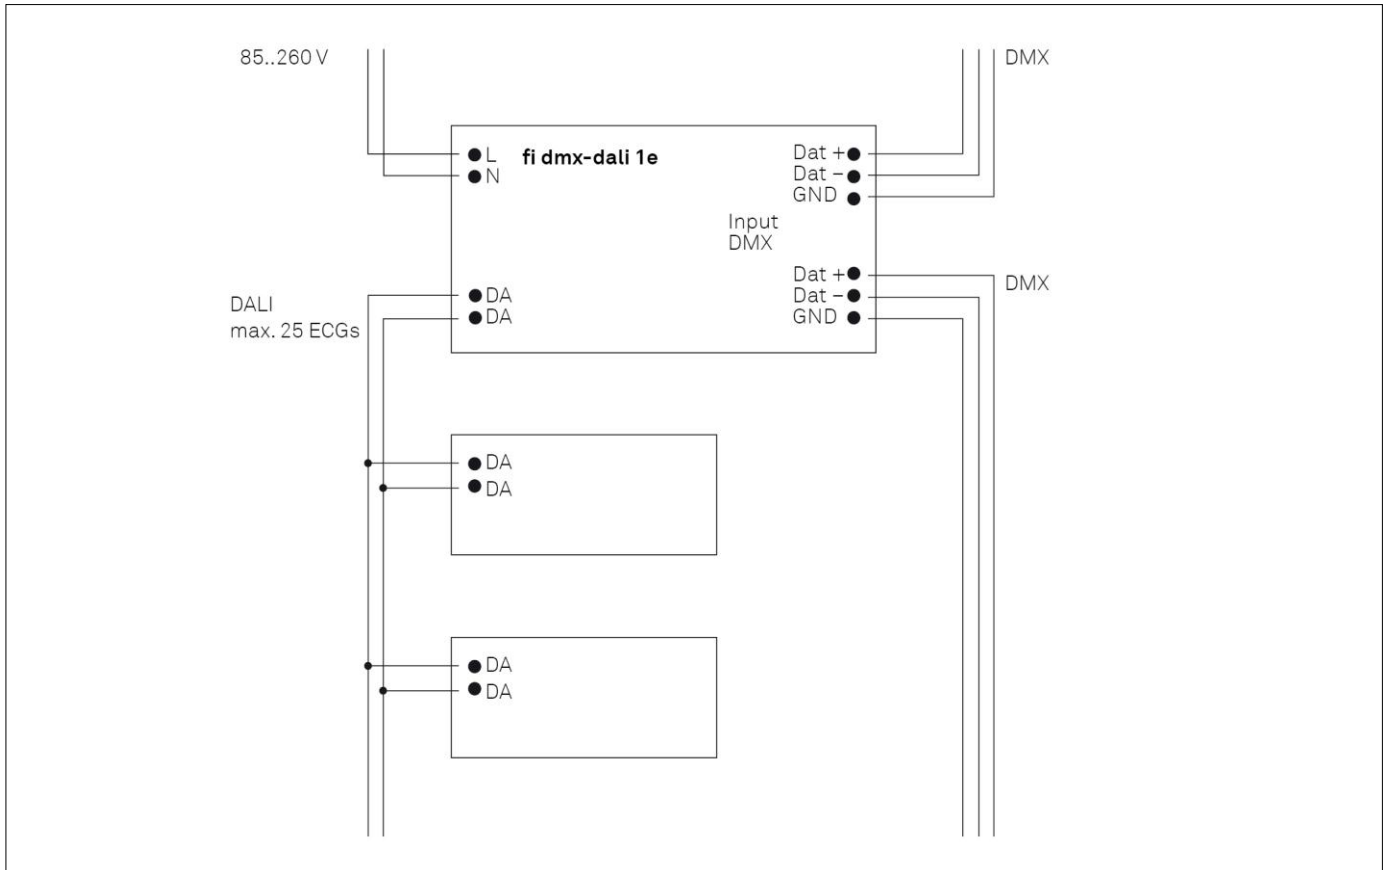 85..260 V
DMX
L
fi dmx-dali 1e
Dat +
N
Dat –
GND
Input
DMX
Dat +
DMX
DA
Dat –
DALI
DA
GND
max. 25 ECGs
DA
DA
DA
DA